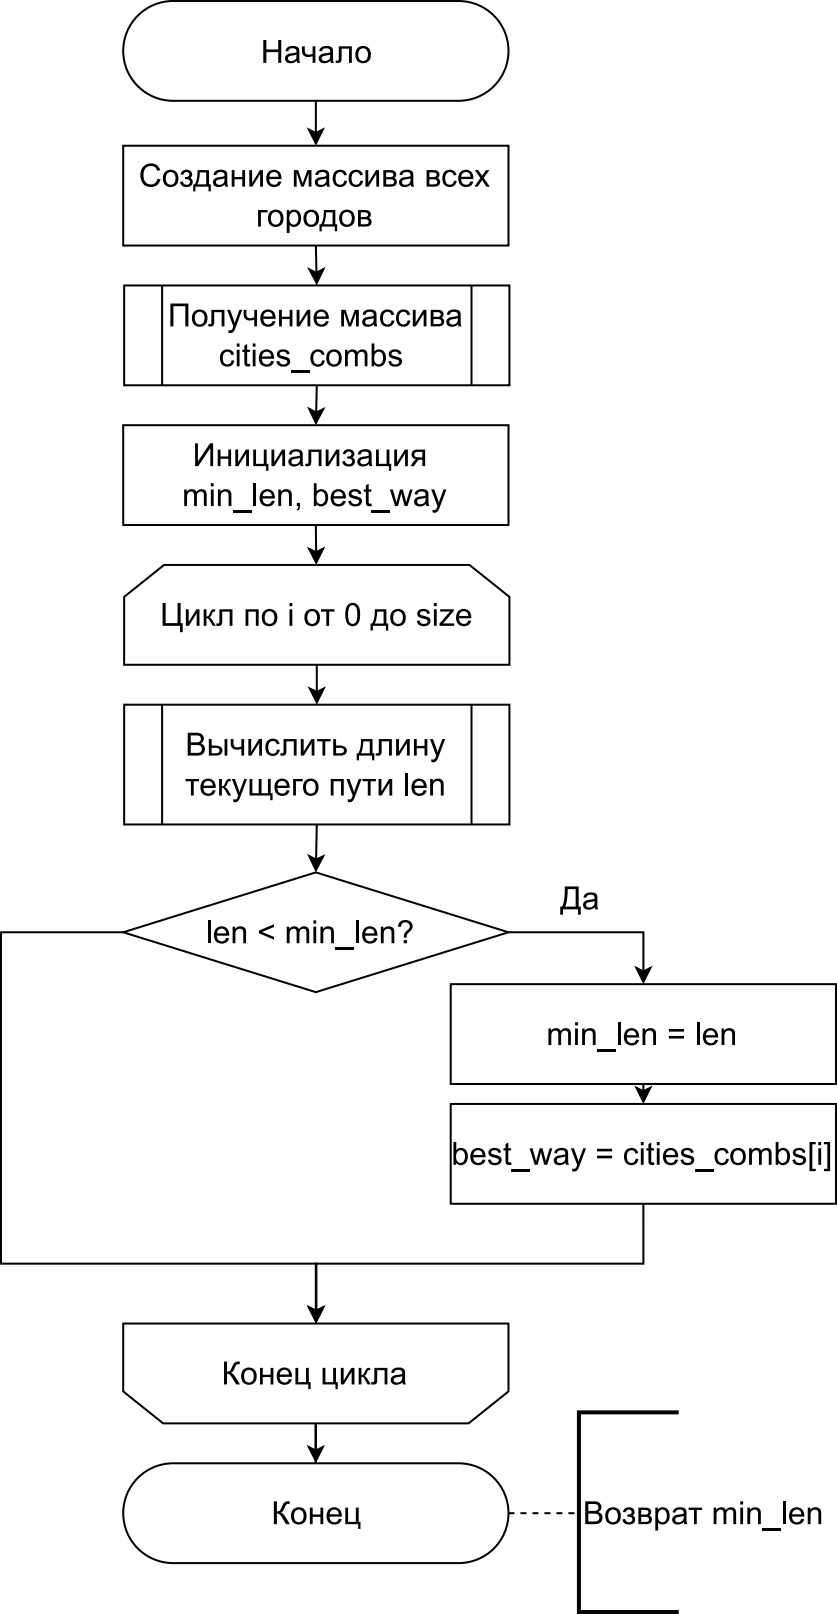 Начало
Создание массива всех
городов
Получение массива
cities_combs
Инициализация
min_len, best_way
Цикл по i от 0 до size
Вычислить длину
текущего пути len
len < min_len?
Да
min_len = len
best_way = cities_combs[i]
Конец цикла
Конец
Возврат min_len